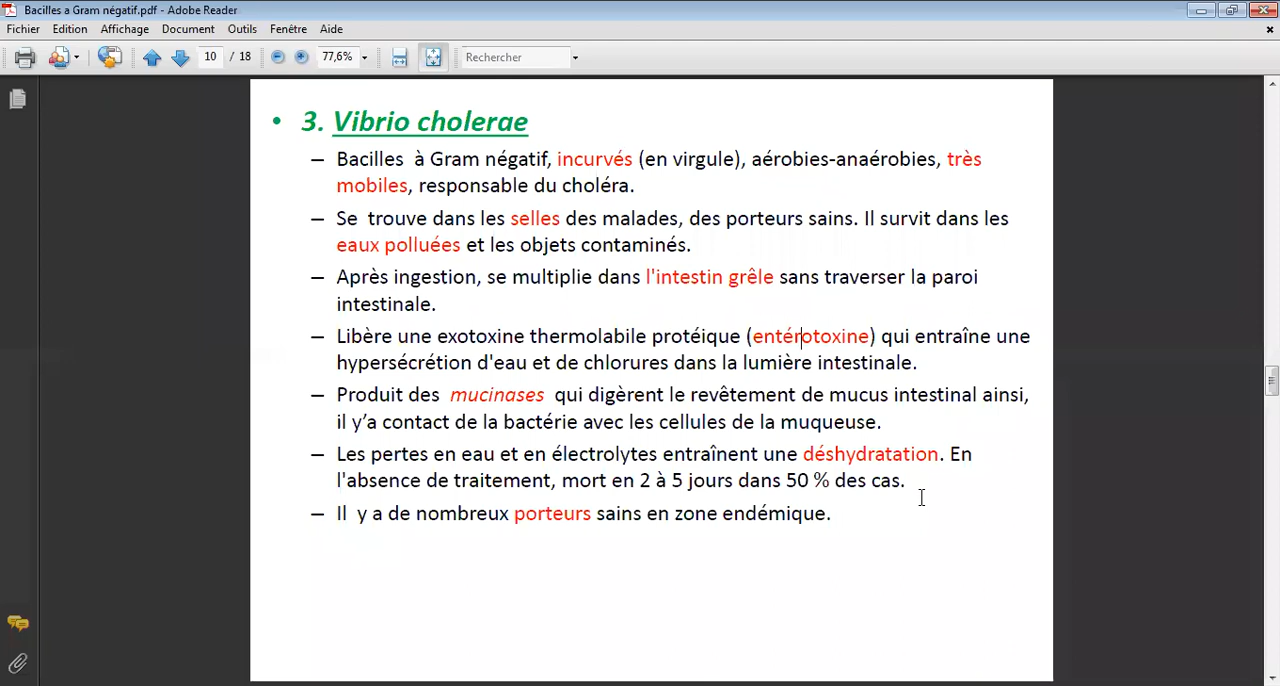 Bacilles a Gram négatif.pdf - Adobe Reader
Fichier Edition Affichage Document Outils Fenêtre Aide
10 / 18 77,6% Rechercher
• 3. Vibrio cholerae
– Bacilles à Gram négatif, incurvés (en virgule), aérobies-anaérobies, très
mobiles, responsable du choléra.
– Se trouve dans les selles des malades, des porteurs sains. Il survit dans les
eaux polluées et les objets contaminés.
– Après ingestion, se multiplie dans l'intestin grêle sans traverser la paroi
intestinale.
– Libère une exotoxine thermolabile protéique (entérotoxine) qui entraîne une
hypersécrétion d'eau et de chlorures dans la lumière intestinale.
– Produit des mucinases qui digèrent le revêtement de mucus intestinal ainsi,
il y’a contact de la bactérie avec les cellules de la muqueuse.
– Les pertes en eau et en électrolytes entraînent une déshydratation. En
l'absence de traitement, mort en 2 à 5 jours dans 50 % des cas.
– Il y a de nombreux porteurs sains en zone endémique.